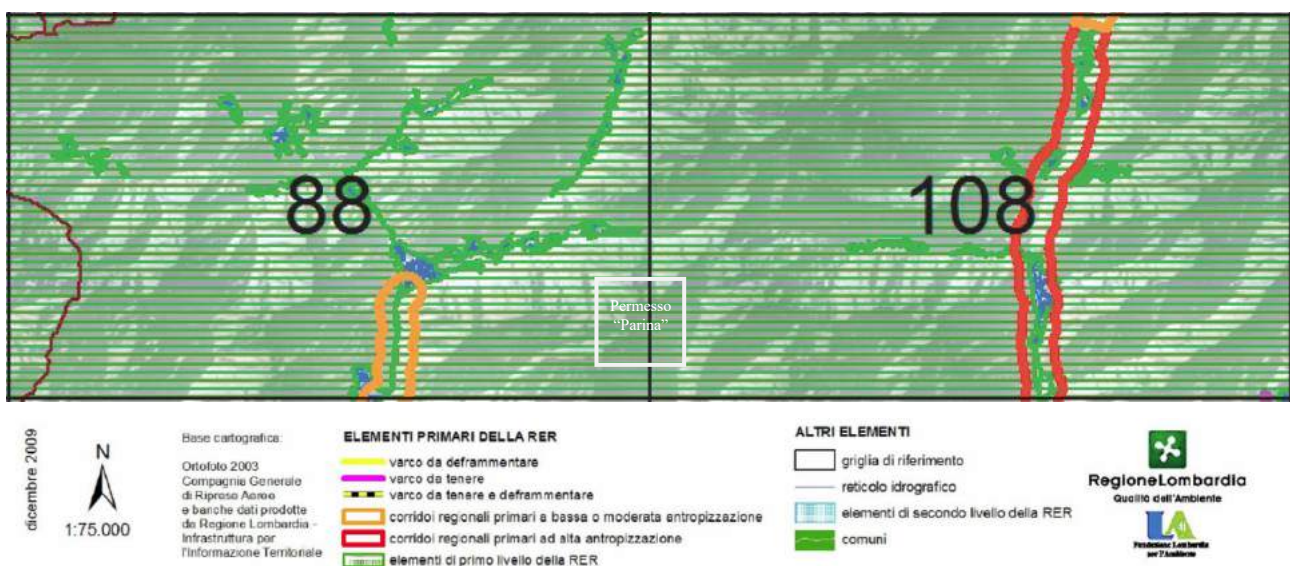 88
108
Permesso
“Parina”
dicembre 2009
N
1:75.000
Base cartografica:
Ortofoto 2003
Compagnia Generale
di Riprese Aeree
e banche dati prodotte
da Regione Lombardia -
Infrastruttura per
l'Informazione Territoriale
ELEMENTI PRIMARI DELLA RER
varco da deframmentare
varco da tenere
varco da tenere e deframmentare
corridoi regionali primari a bassa o moderata antropizzazione
corridoi regionali primari ad alta antropizzazione
elementi di primo livello della RER
ALTRI ELEMENTI
griglia di riferimento
reticolo idrografico
elementi di secondo livello della RER
comuni
RegioneLombardia
Qualità dell'Ambiente
Fondazione Lombardia
per l'Ambiente